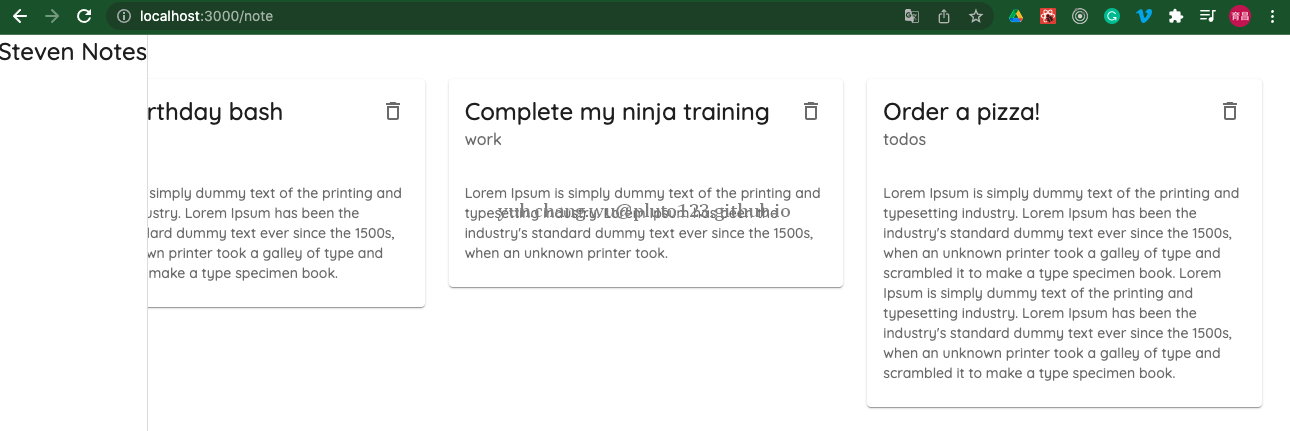 localhost:3000/note
育昌
Steven Notes
rthday bash
simply dummy text of the printing and
ustry. Lorem Ipsum has been the
lard dummy text ever since the 1500s,
wn printer took a galley of type and
make a type specimen book.
Complete my ninja training
work
Lorem Ipsum is simply dummy text of the printing and
typesetting industry. Lorem Ipsum has been the
industry's standard dummy text ever since the 1500s,
when an unknown printer took.
yuh.chang.wu@pluto123.github.io
Order a pizza!
todos
Lorem Ipsum is simply dummy text of the printing and
typesetting industry. Lorem Ipsum has been the
industry's standard dummy text ever since the 1500s,
when an unknown printer took a galley of type and
scrambled it to make a type specimen book. Lorem
Ipsum is simply dummy text of the printing and
typesetting industry. Lorem Ipsum has been the
industry's standard dummy text ever since the 1500s,
when an unknown printer took a galley of type and
scrambled it to make a type specimen book.